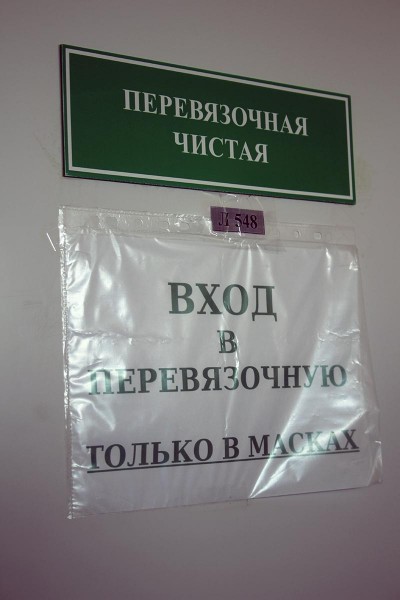 ПЕРЕВЯЗОЧНАЯ
ЧИСТАЯ
Л 548
ВХОД
В
ПЕРЕВЯЗОЧНУЮ
ТОЛЬКО В МАСКАХ